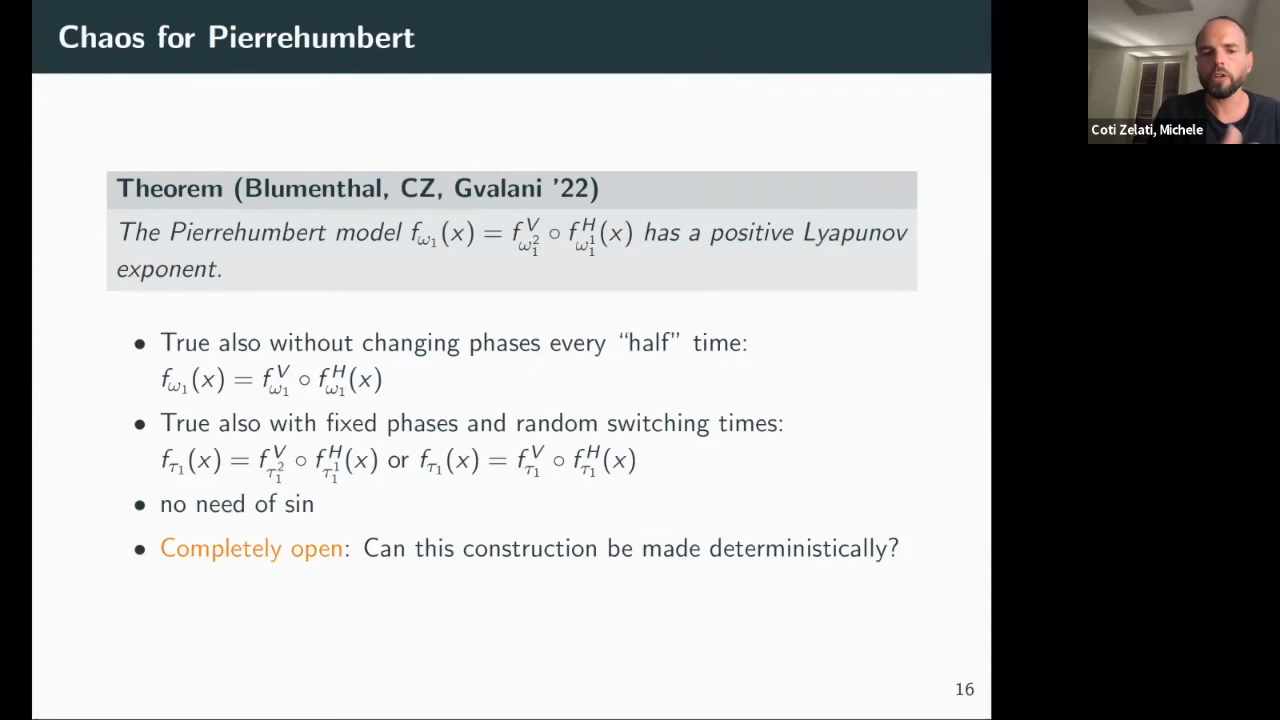 Chaos for Pierrehumbert
Coti Zelati, Michele
Theorem (Blumenthal, CZ, Gvalani '22)
The Pierrehumbert model f_{ω_1}(x) = f^V_{ω_1^2} ∘ f^H_{ω_1^1}(x) has a positive Lyapunov
exponent.
• True also without changing phases every “half” time:
f_{ω_1}(x) = f^V_{ω_1} ∘ f^H_{ω_1}(x)
• True also with fixed phases and random switching times:
f_{τ_1}(x) = f^V_{τ_1^2} ∘ f^H_{τ_1^1}(x) or f_{τ_1}(x) = f^V_{τ_1} ∘ f^H_{τ_1}(x)
• no need of sin
• Completely open: Can this construction be made deterministically?
16